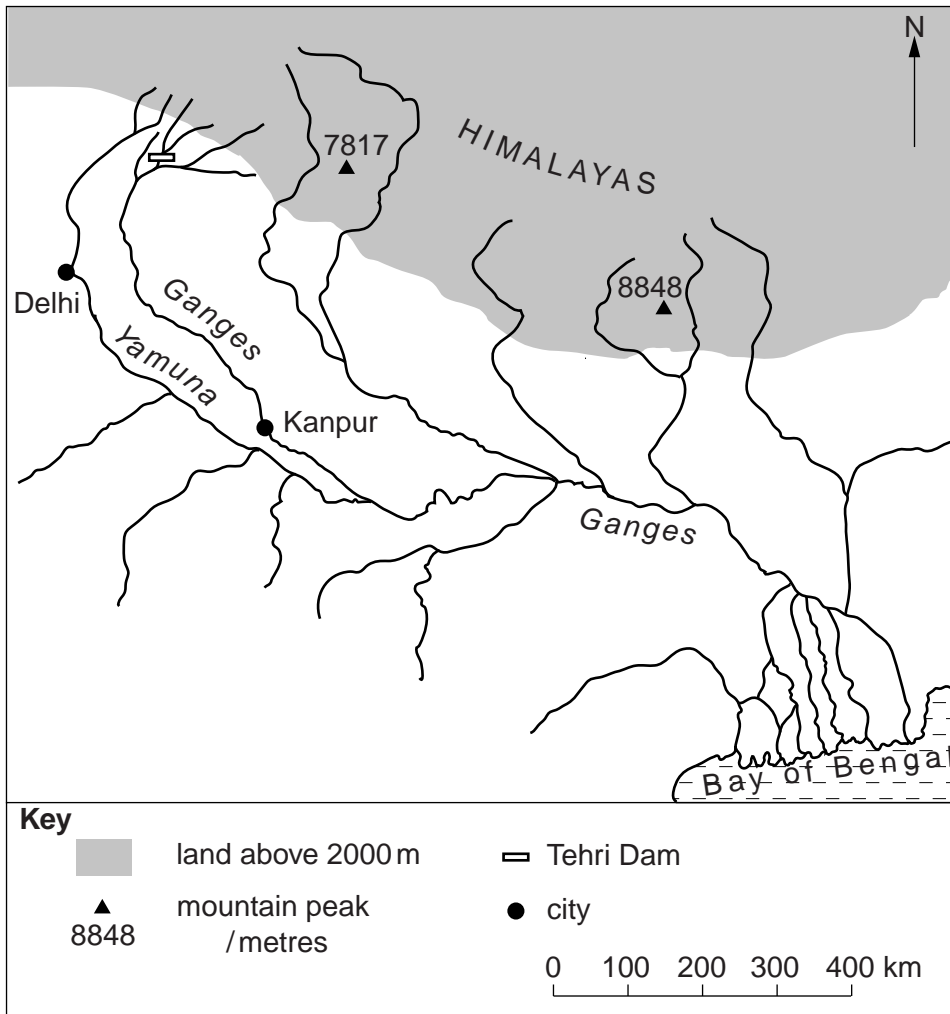 N
7817
HIMALAYAS
8848
Delhi
Ganges
Yamuna
Kanpur
Ganges
Bay of Bengal
Key
land above 2000 m
Tehri Dam
8848
mountain peak
/metres
city
0 100 200 300 400 km